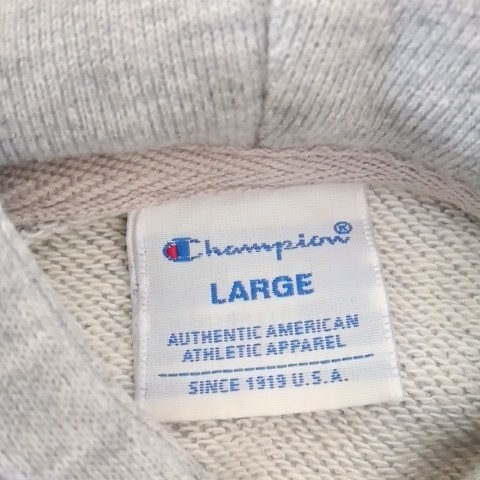 Champion®
LARGE
AUTHENTIC AMERICAN
ATHLETIC APPAREL
SINCE 1919 U.S.A.